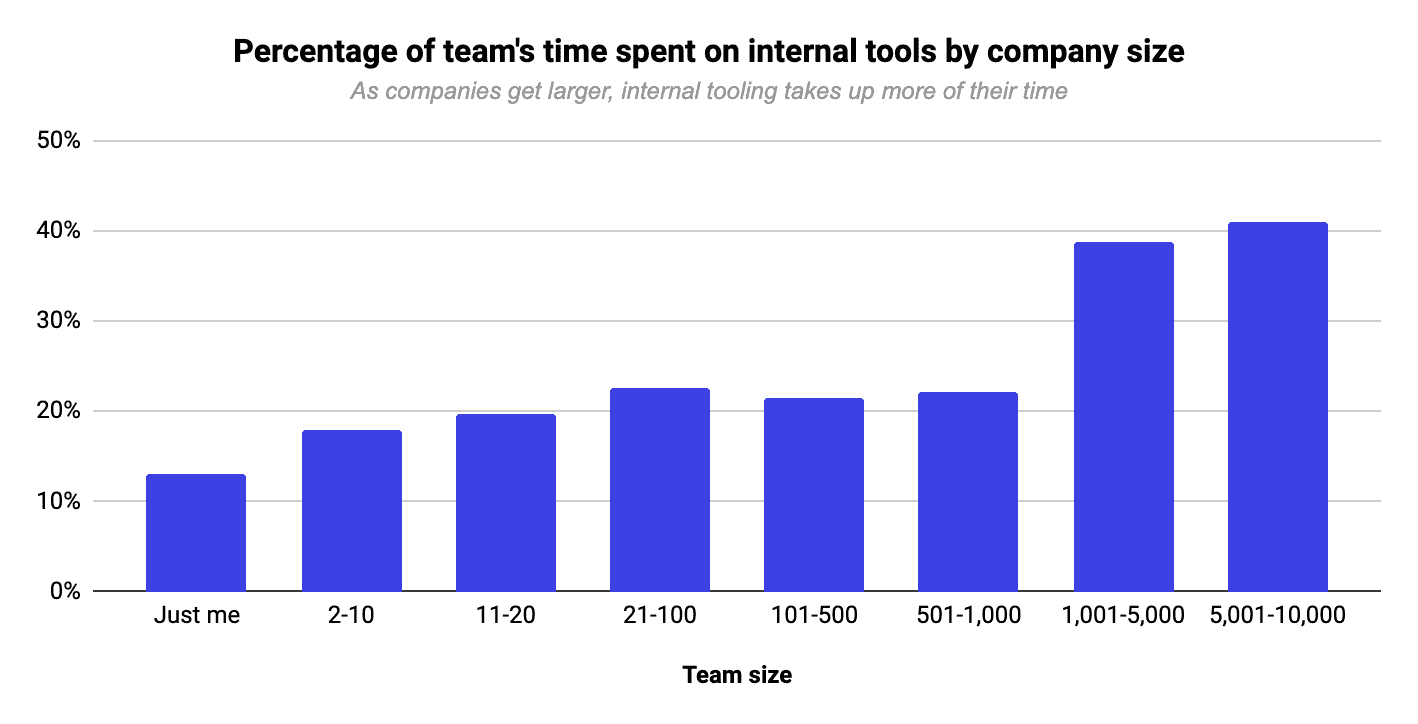 Percentage of team's time spent on internal tools by company size
As companies get larger, internal tooling takes up more of their time
50%
40%
30%
20%
10%
0%
Just me 2-10 11-20 21-100 101-500 501-1,000 1,001-5,000 5,001-10,000
Team size